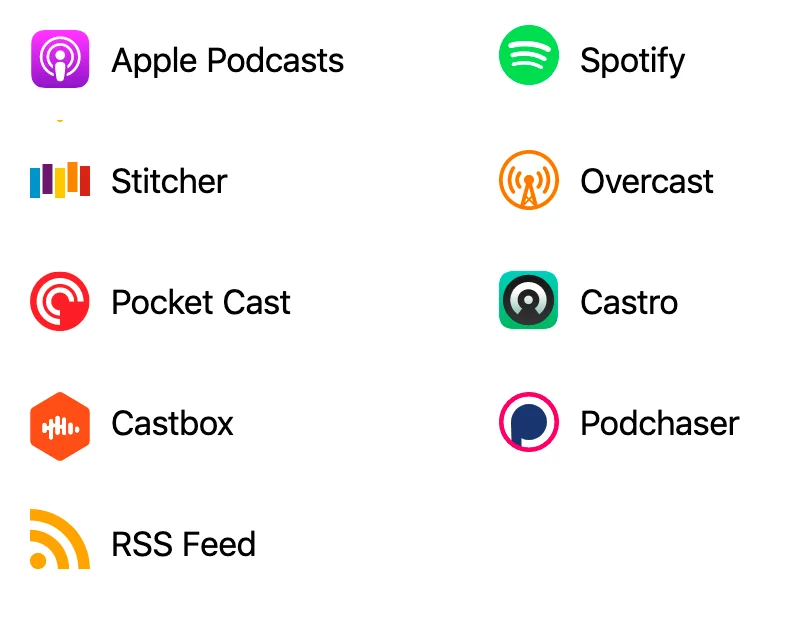 Apple Podcasts
Spotify
Stitcher
Overcast
Pocket Cast
Castro
Castbox
Podchaser
RSS Feed